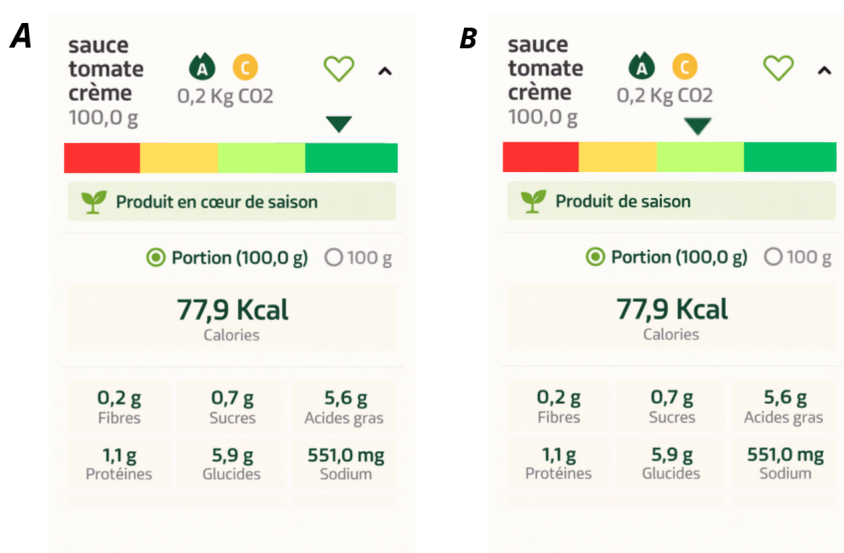 A
sauce
tomate
crème
100,0 g
A
C
0,2 Kg CO2
Produit en cœur de saison
Portion (100,0 g)
100 g
77,9 Kcal
Calories
0,2 g
Fibres
0,7 g
Sucres
5,6 g
Acides gras
1,1 g
Protéines
5,9 g
Glucides
551,0 mg
Sodium
B
sauce
tomate
crème
100,0 g
A
C
0,2 Kg CO2
Produit de saison
Portion (100,0 g)
100 g
77,9 Kcal
Calories
0,2 g
Fibres
0,7 g
Sucres
5,6 g
Acides gras
1,1 g
Protéines
5,9 g
Glucides
551,0 mg
Sodium